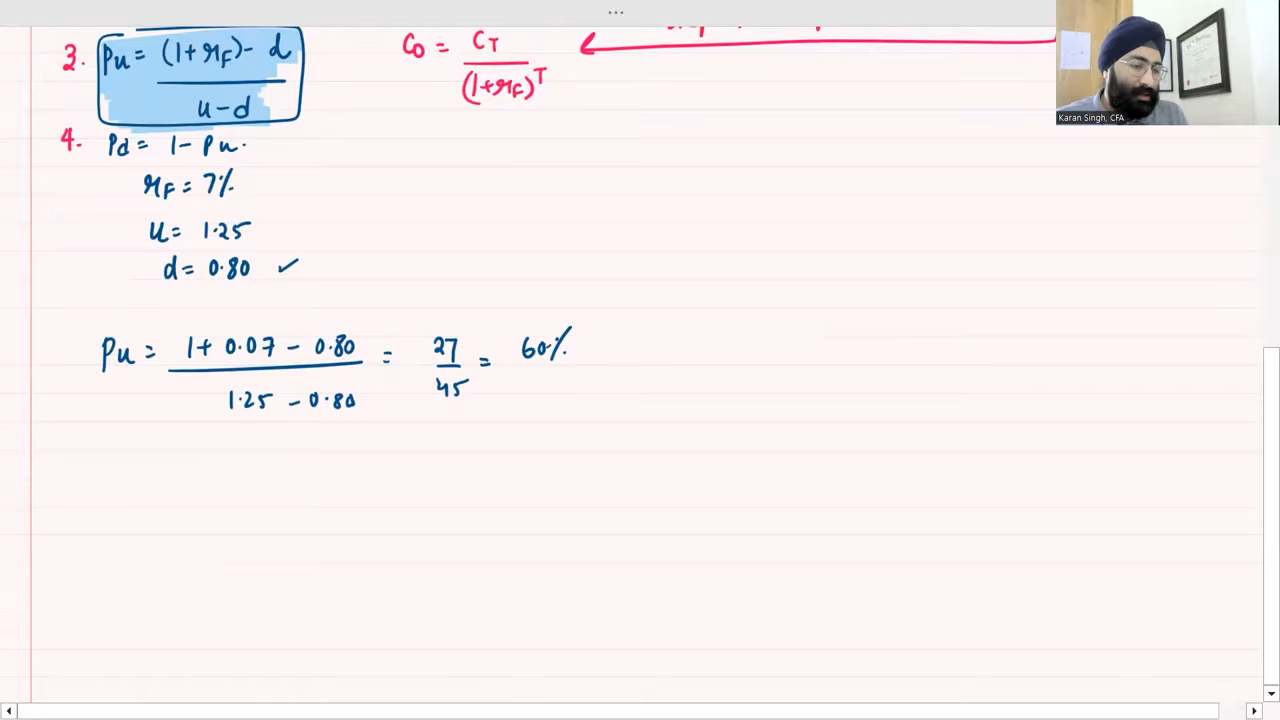 3. Pu = (1+rF) - d
u - d
C0 = CT
(1+rF)^T
4. Pd = 1 - Pu.
rF = 7%
u = 1.25
d = 0.80 ✓
Pu = 1 + 0.07 - 0.80 = 27 = 60%
1.25 - 0.80 45
Karan Singh, CFA